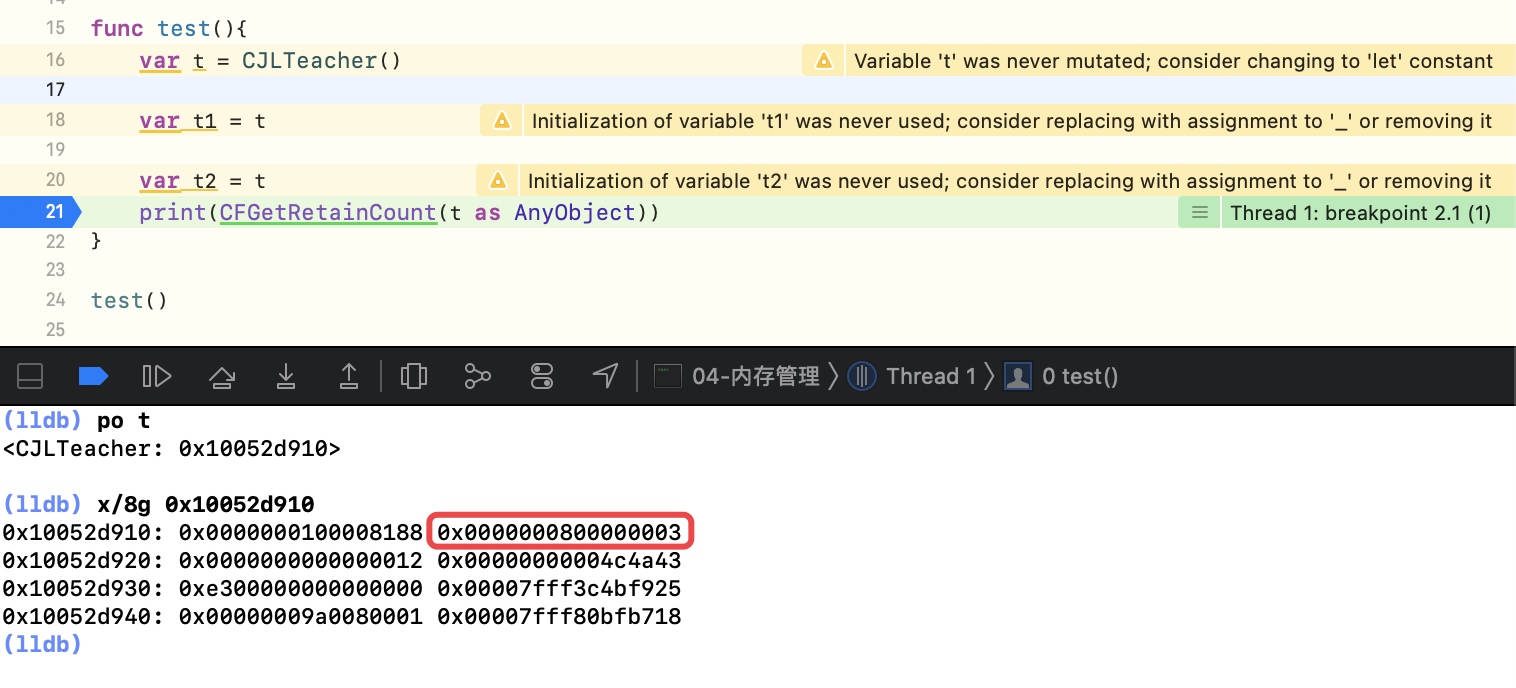 14
15 func test(){
16 var t = CJLTeacher() Variable 't' was never mutated; consider changing to 'let' constant
17
18 var t1 = t Initialization of variable 't1' was never used; consider replacing with assignment to '_' or removing it
19
20 var t2 = t Initialization of variable 't2' was never used; consider replacing with assignment to '_' or removing it
21 print(CFGetRetainCount(t as AnyObject)) Thread 1: breakpoint 2.1 (1)
22 }
23
24 test()
25
04-内存管理 Thread 1 0 test()
(lldb) po t
<CJLTeacher: 0x10052d910>
(lldb) x/8g 0x10052d910
0x10052d910: 0x0000000100008188 0x0000000800000003
0x10052d920: 0x0000000000000012 0x00000000004c4a43
0x10052d930: 0xe300000000000000 0x00007fff3c4bf925
0x10052d940: 0x00000009a0080001 0x00007fff80bfb718
(lldb)